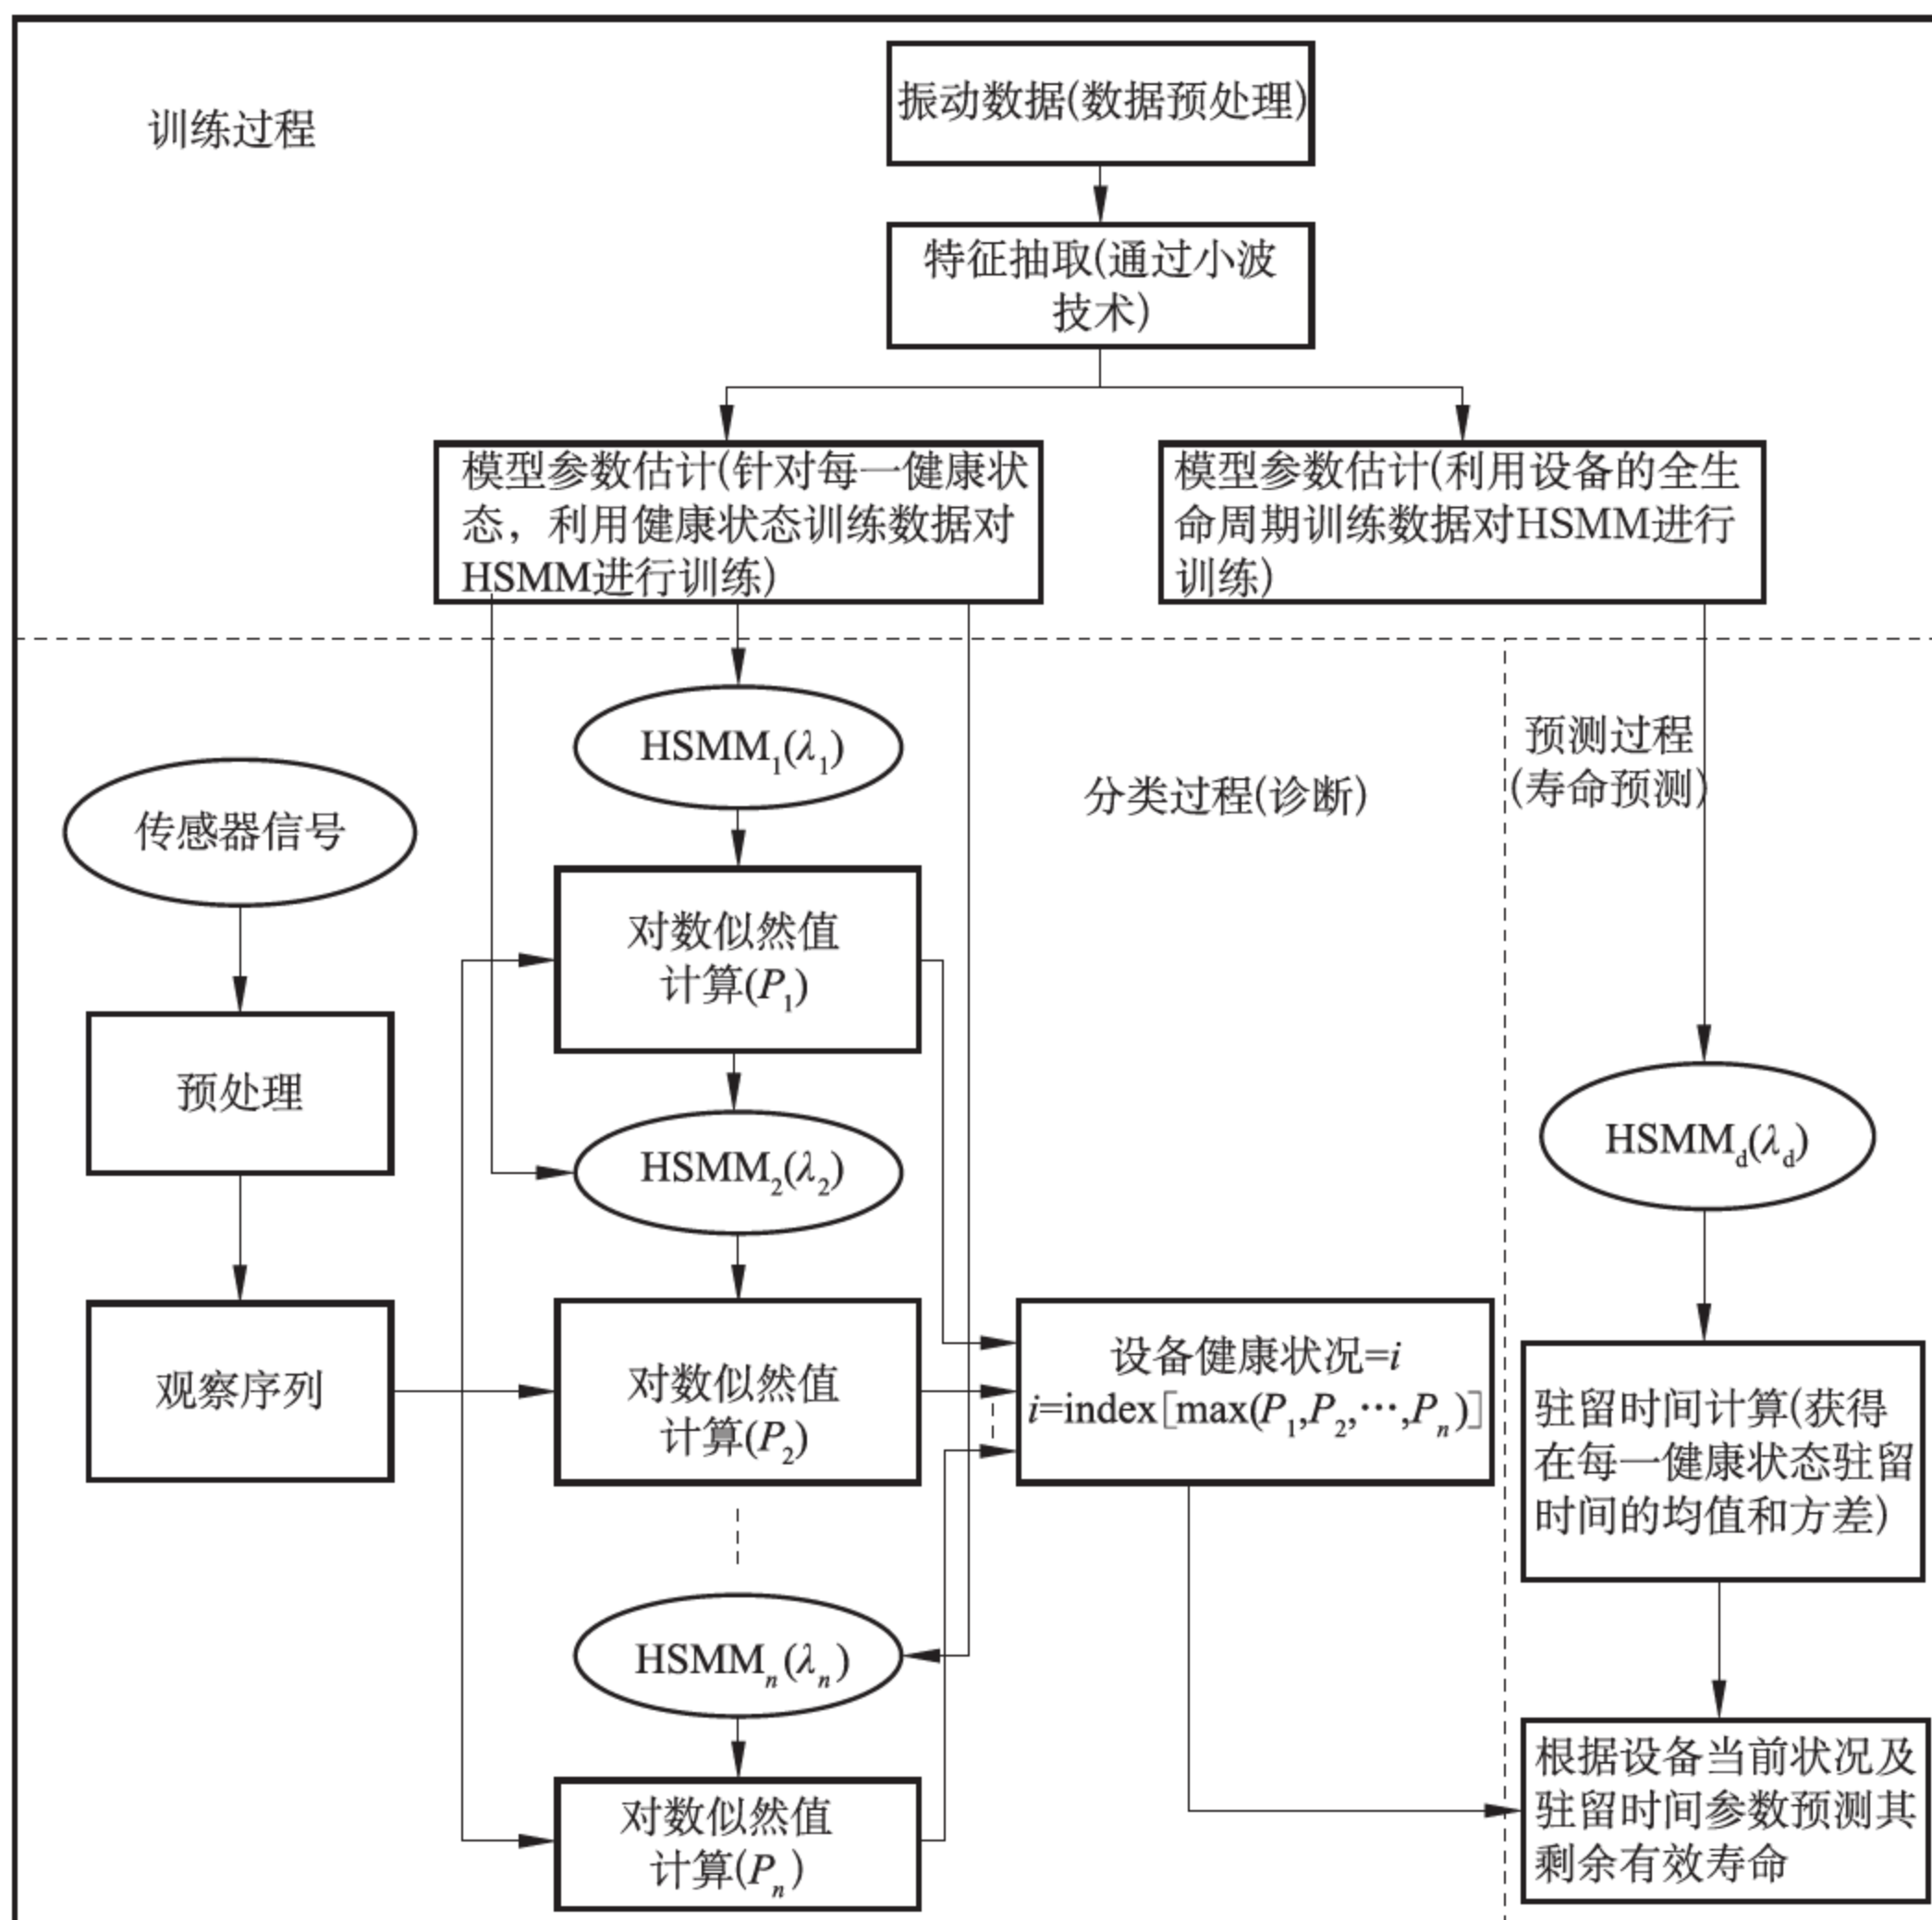 振动数据(数据预处理)
训练过程
特征抽取(通过小波
技术)
模型参数估计(针对每一健康状
态，利用健康状态训练数据对
HSMM进行训练)
模型参数估计(利用设备的全生
命周期训练数据对HSMM进行
训练)
HSMM₁(λ₁)
预测过程
(寿命预测)
分类过程(诊断)
传感器信号
对数似然值
计算(P₁)
预处理
HSMM₂(λ₂)
HSMM_d(λ_d)
观察序列
对数似然值
计算(P₂)
设备健康状况=i
i=index[max(P₁,P₂,⋯,Pₙ)]
驻留时间计算(获得
在每一健康状态驻留
时间的均值和方差)
HSMMₙ(λₙ)
对数似然值
计算(Pₙ)
根据设备当前状况及
驻留时间参数预测其
剩余有效寿命